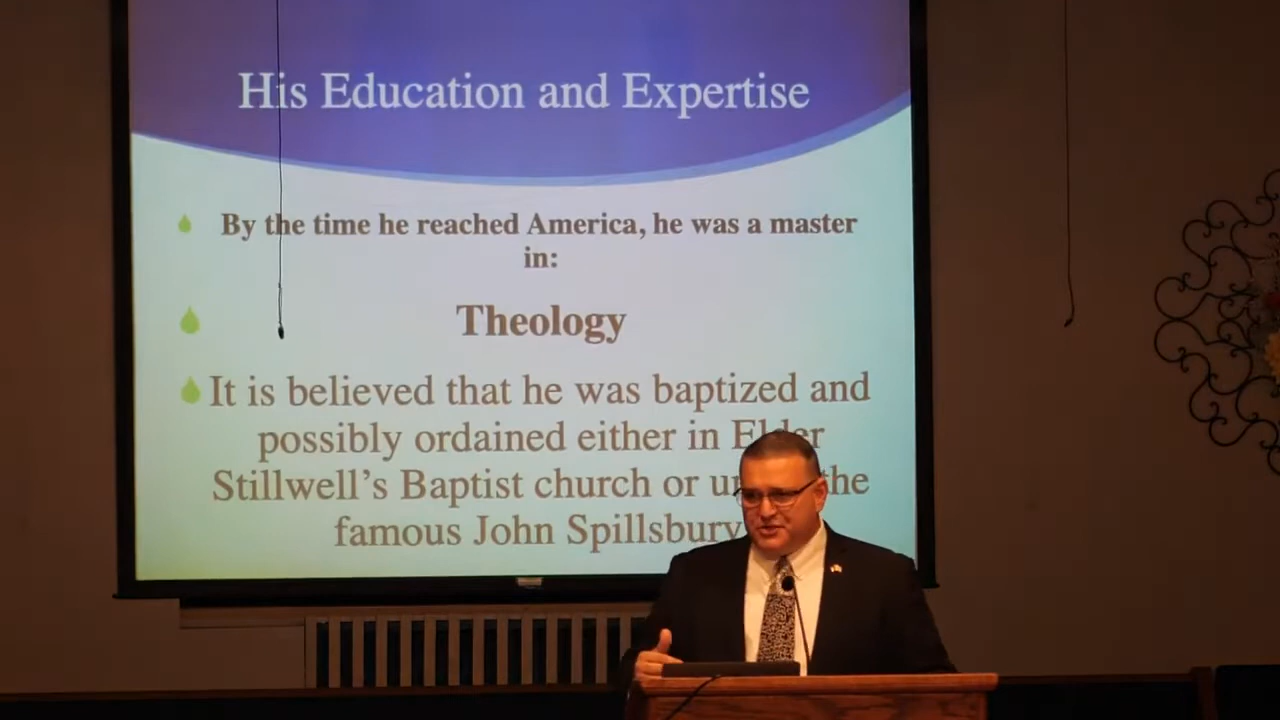 His Education and Expertise
By the time he reached America, he was a master
in:
Theology
It is believed that he was baptized and
possibly ordained either in Elder
Stillwell's Baptist church or the
famous John Spillsbury